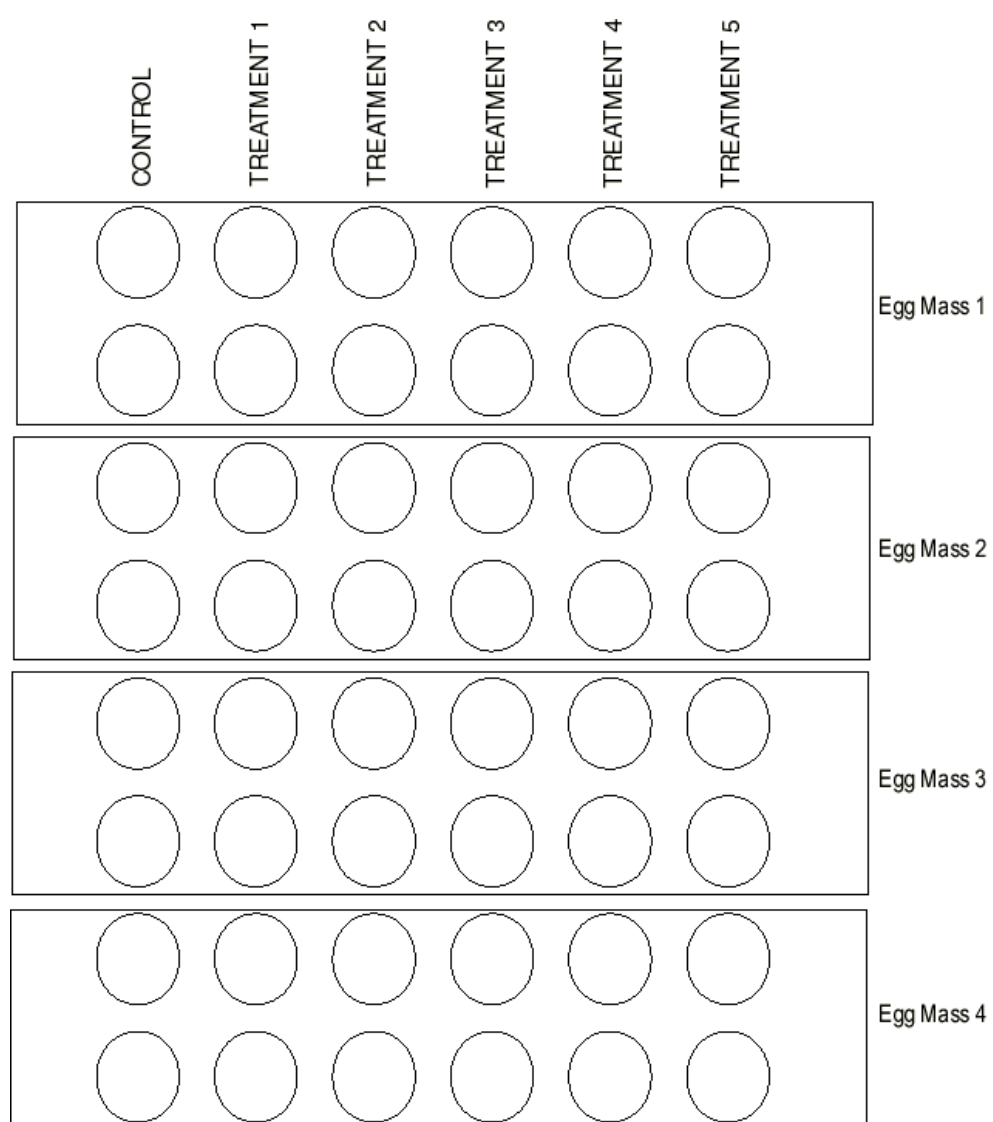 CONTROL
TREATMENT 1
TREATMENT 2
TREATMENT 3
TREATMENT 4
TREATMENT 5
Egg Mass 1
Egg Mass 2
Egg Mass 3
Egg Mass 4